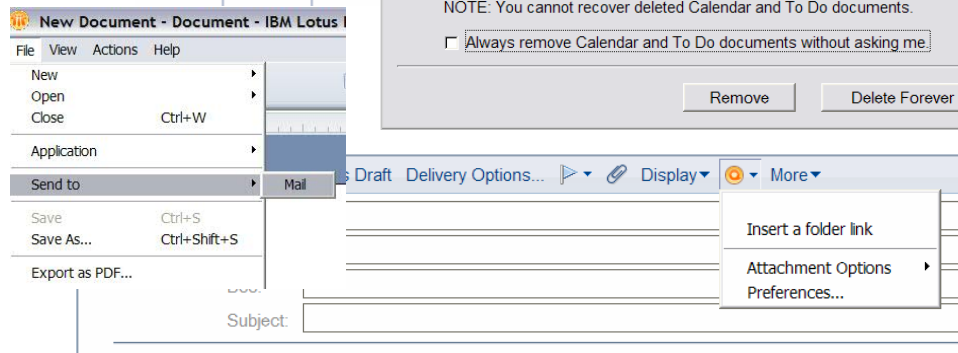 New Document - Document - IBM Lotus
File View Actions Help
New
Open
Close Ctrl+W
Application
Send to
Mail
Save Ctrl+S
Save As... Ctrl+Shift+S
Export as PDF...
NOTE: You cannot recover deleted Calendar and To Do documents.
Always remove Calendar and To Do documents without asking me.
Remove Delete Forever
Draft Delivery Options... Display More
Insert a folder link
Attachment Options
Preferences...
Subject: